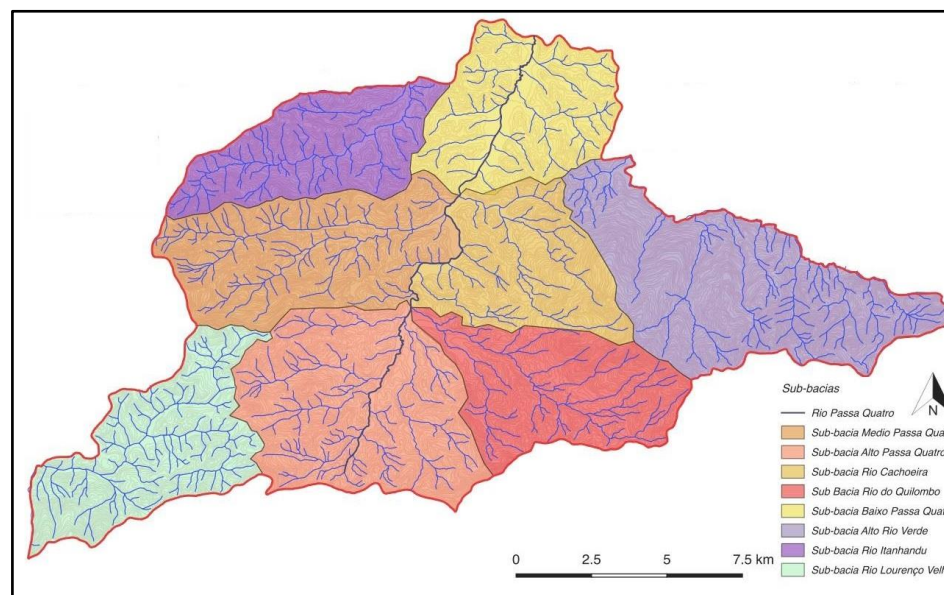 Sub-bacias
N
Rio Passa Quatro
Sub-bacia Medio Passa Qua
Sub-bacia Alto Passa Quatro
Sub-bacia Rio Cachoeira
Sub Bacia Rio do Quilombo
Sub-bacia Baixo Passa Quat
Sub-bacia Alto Rio Verde
Sub-bacia Rio Itanhandu
Sub-bacia Rio Lourenço Velh
0 2.5 5 7.5 km